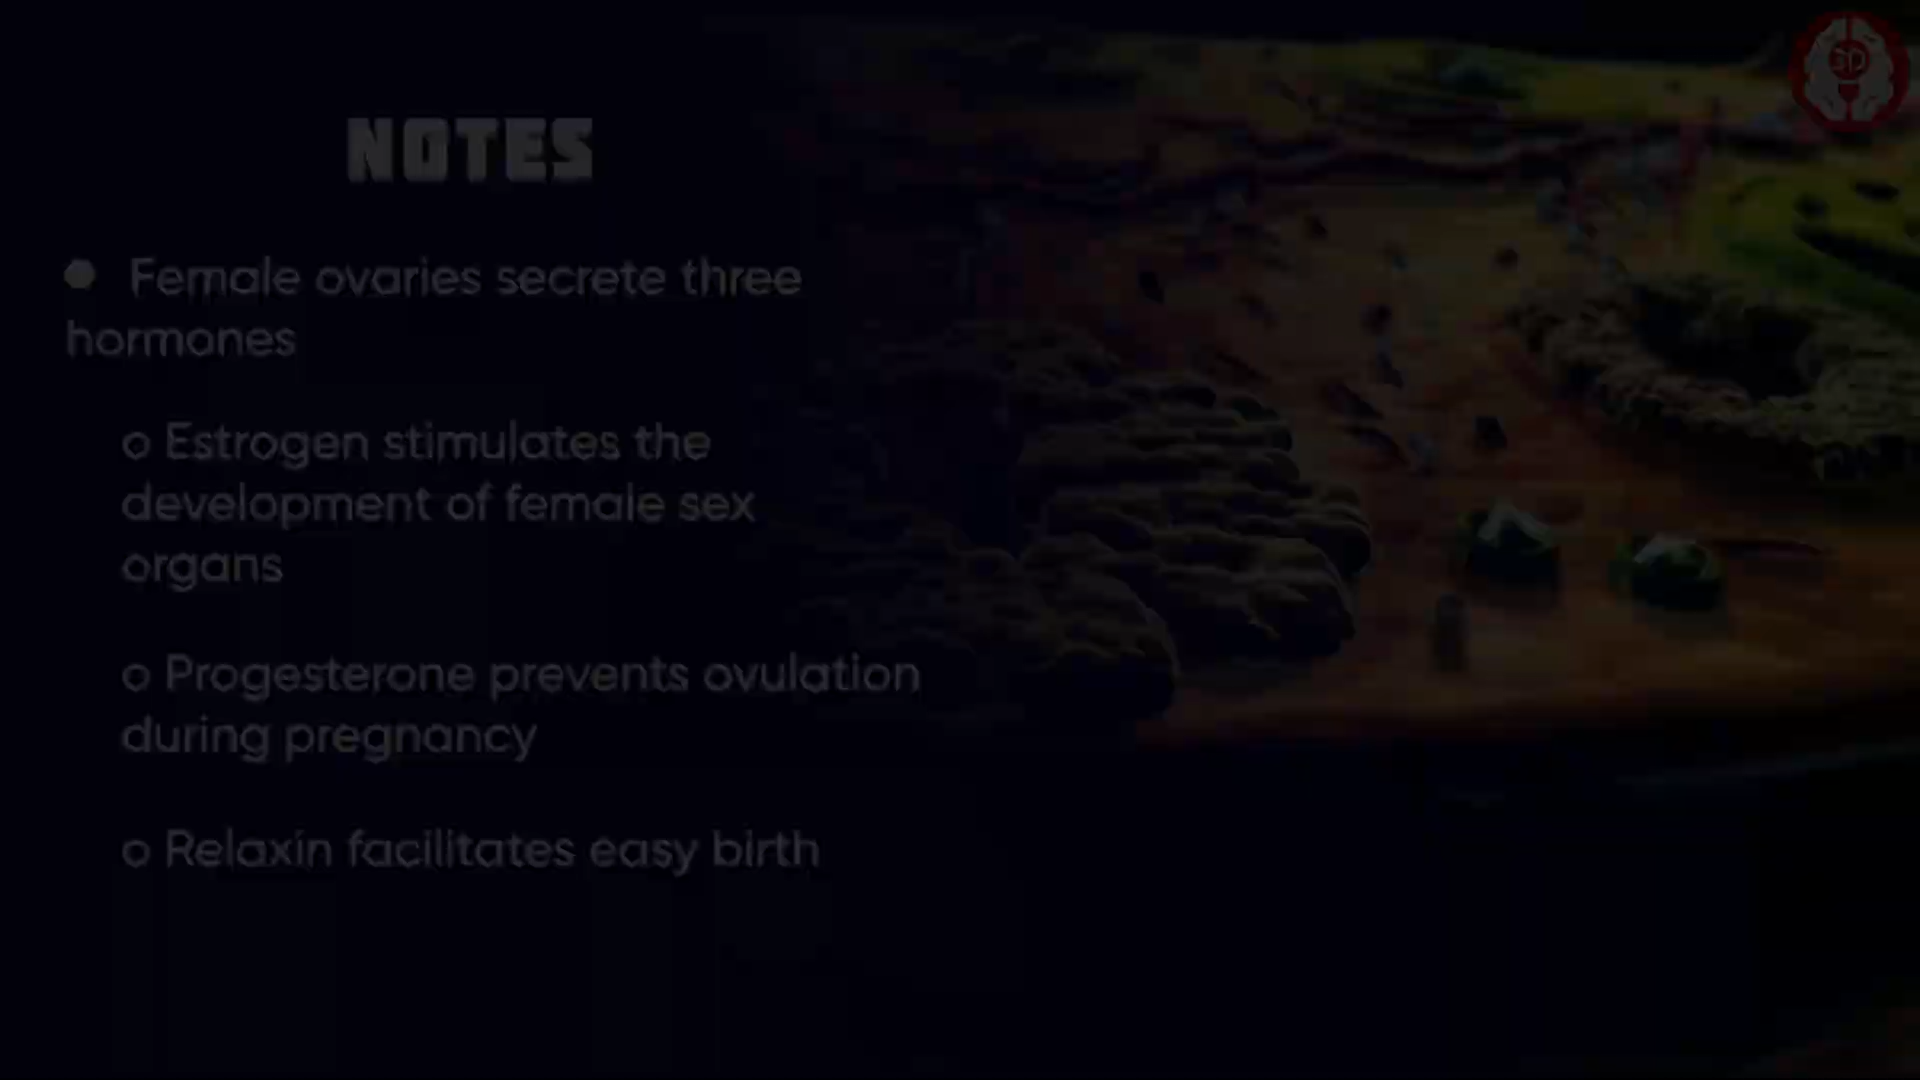 NOTES
● Female ovaries secrete three
hormones
o Estrogen stimulates the
development of female sex
organs
o Progesterone prevents ovulation
during pregnancy
o Relaxin facilitates easy birth